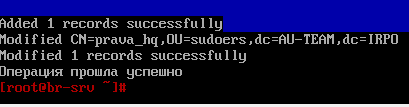 Added 1 records successfully
Modified CN=prava_hq,OU=sudoers,dc=AU-TEAM,dc=IRPO
Modified 1 records successfully
Операция прошла успешно
[root@br-srv ~]#